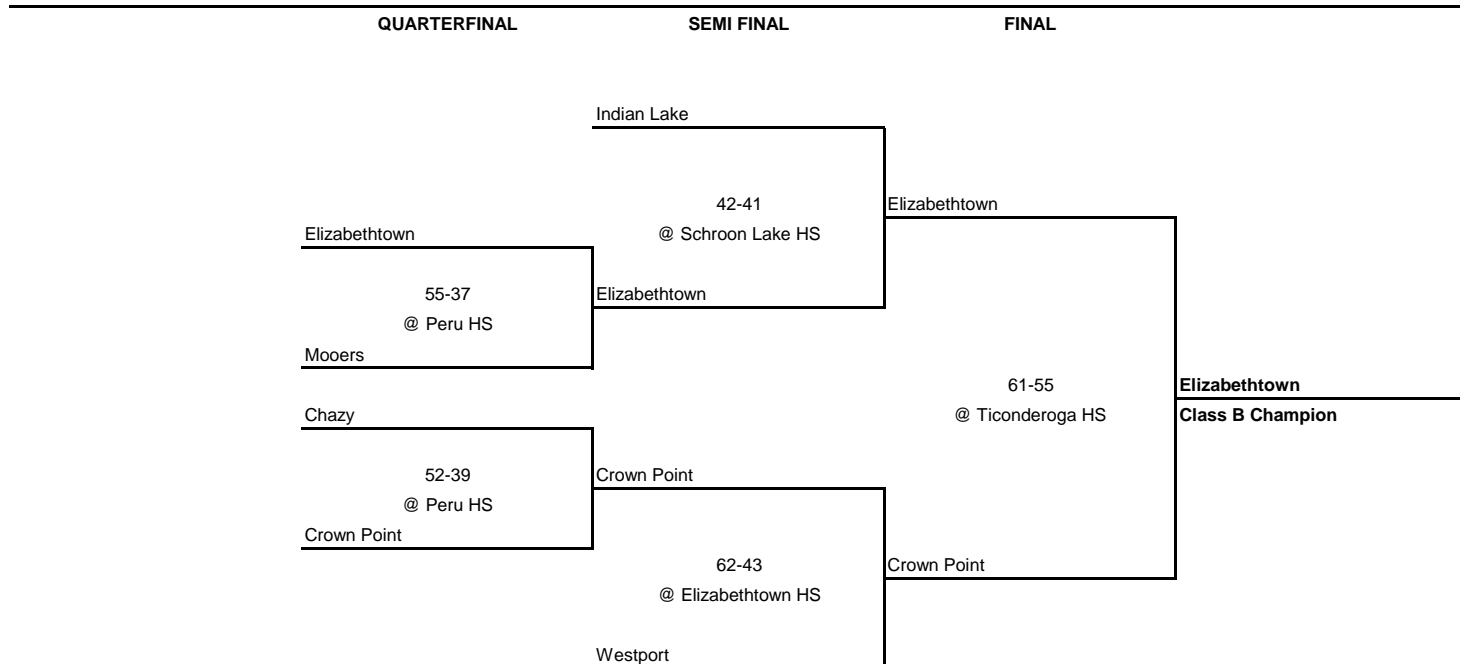 QUARTERFINAL SEMI FINAL FINAL
Indian Lake
42-41 Elizabethtown
Elizabethtown @ Schroon Lake HS
55-37 Elizabethtown
@ Peru HS
Mooers
61-55 Elizabethtown
Chazy @ Ticonderoga HS Class B Champion
52-39 Crown Point
@ Peru HS
Crown Point
62-43 Crown Point
@ Elizabethtown HS
Westport